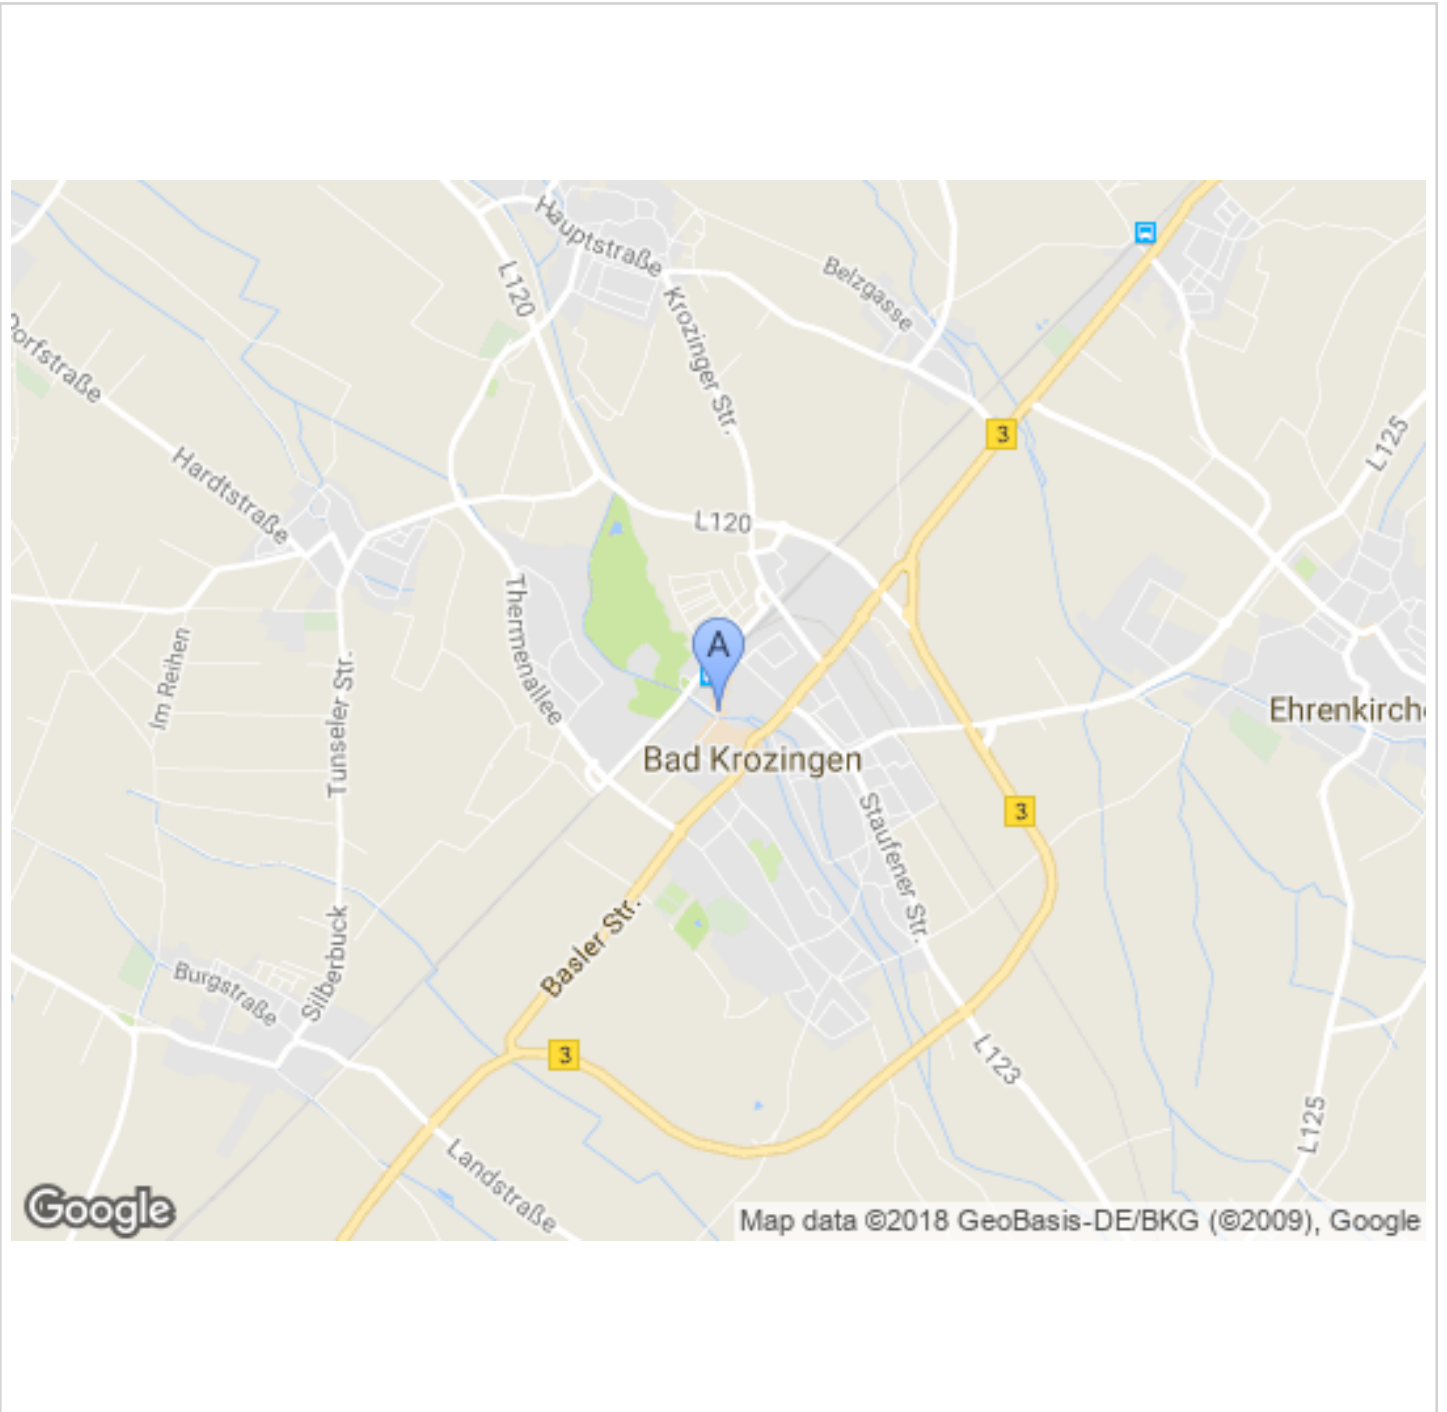 Hauptstraße
L120
Belzgasse
Krozinger Str.
Dorfstraße
3
L125
Hardtstraße
L120
Thermenallee
A
Im Reihen
Tunseler Str.
Ehrenkirch
Bad Krozingen
3
Staufener Str.
Basler Str.
Silberbuck
Burgstraße
3
L123
L125
Landstraße
Google
Map data ©2018 GeoBasis-DE/BKG (©2009), Google